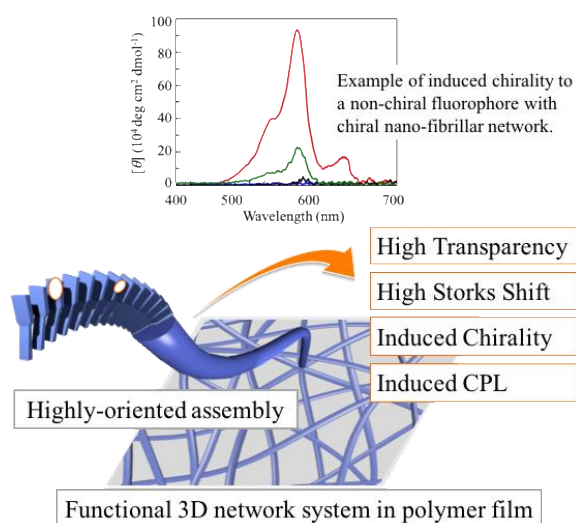 100
80
60
40
20
0
[θ] (10⁴ deg cm² dmol⁻¹)
400 500 600 700
Wavelength (nm)
Example of induced chirality to
a non-chiral fluorophore with
chiral nano-fibrillar network.
High Transparency
High Storks Shift
Induced Chirality
Induced CPL
Highly-oriented assembly
Functional 3D network system in polymer film